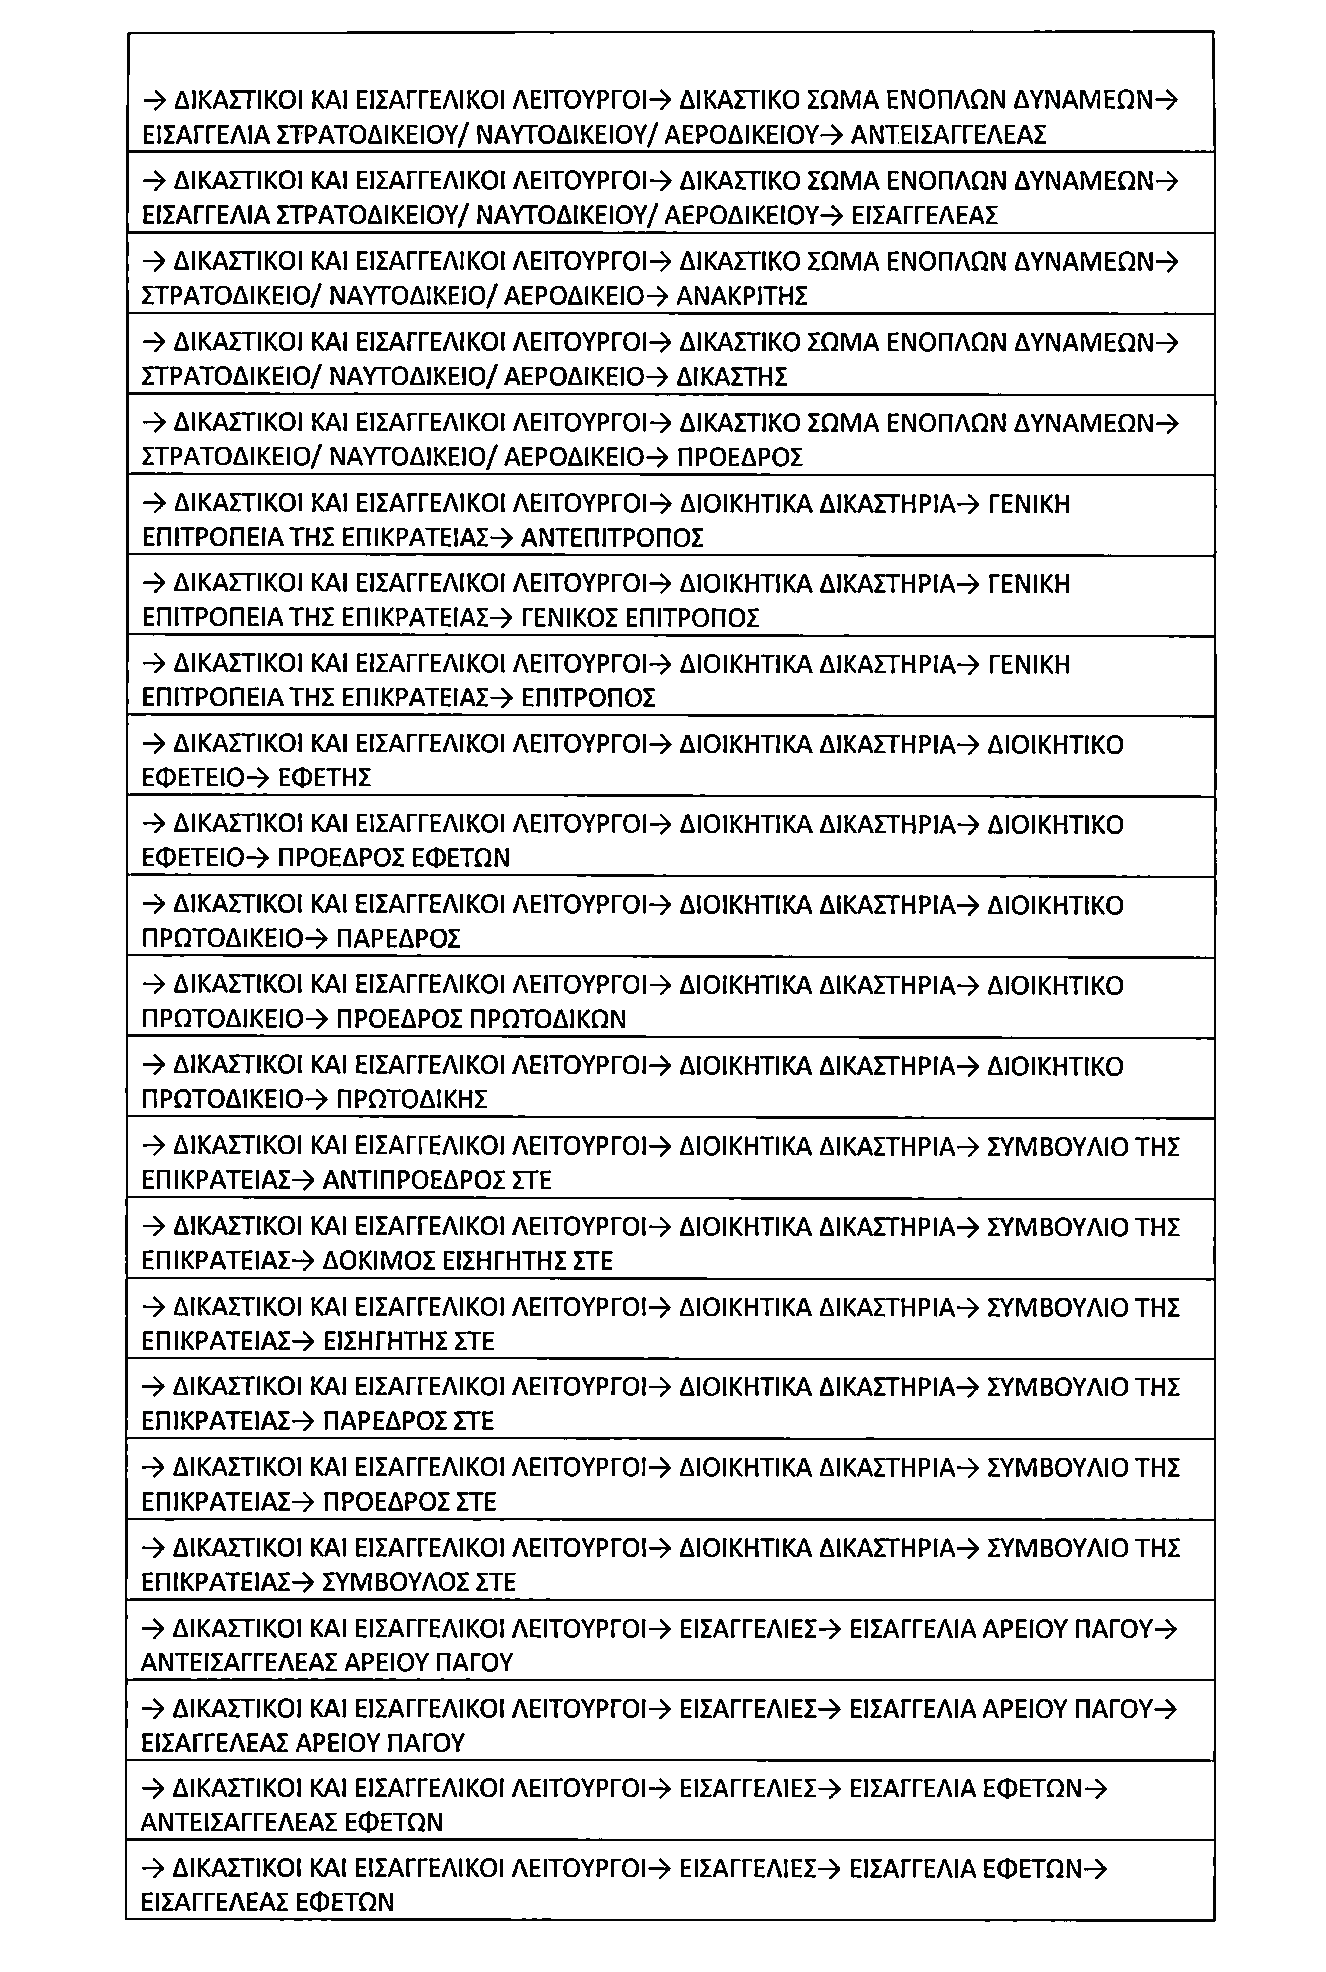 → ΔΙΚΑΣΤΙΚΟΙ ΚΑΙ ΕΙΣΑΓΓΕΛΙΚΟΙ ΛΕΙΤΟΥΡΓΟΙ→ ΔΙΚΑΣΤΙΚΟ ΣΩΜΑ ΕΝΟΠΛΩΝ ΔΥΝΑΜΕΩΝ→
ΕΙΣΑΓΓΕΛΙΑ ΣΤΡΑΤΟΔΙΚΕΙΟΥ/ ΝΑΥΤΟΔΙΚΕΙΟΥ/ ΑΕΡΟΔΙΚΕΙΟΥ→ ΑΝΤΕΙΣΑΓΓΕΛΕΑΣ
→ ΔΙΚΑΣΤΙΚΟΙ ΚΑΙ ΕΙΣΑΓΓΕΛΙΚΟΙ ΛΕΙΤΟΥΡΓΟΙ→ ΔΙΚΑΣΤΙΚΟ ΣΩΜΑ ΕΝΟΠΛΩΝ ΔΥΝΑΜΕΩΝ→
ΕΙΣΑΓΓΕΛΙΑ ΣΤΡΑΤΟΔΙΚΕΙΟΥ/ ΝΑΥΤΟΔΙΚΕΙΟΥ/ ΑΕΡΟΔΙΚΕΙΟΥ→ ΕΙΣΑΓΓΕΛΕΑΣ
→ ΔΙΚΑΣΤΙΚΟΙ ΚΑΙ ΕΙΣΑΓΓΕΛΙΚΟΙ ΛΕΙΤΟΥΡΓΟΙ→ ΔΙΚΑΣΤΙΚΟ ΣΩΜΑ ΕΝΟΠΛΩΝ ΔΥΝΑΜΕΩΝ→
ΣΤΡΑΤΟΔΙΚΕΙΟ/ ΝΑΥΤΟΔΙΚΕΙΟ/ ΑΕΡΟΔΙΚΕΙΟ→ ΑΝΑΚΡΙΤΗΣ
→ ΔΙΚΑΣΤΙΚΟΙ ΚΑΙ ΕΙΣΑΓΓΕΛΙΚΟΙ ΛΕΙΤΟΥΡΓΟΙ→ ΔΙΚΑΣΤΙΚΟ ΣΩΜΑ ΕΝΟΠΛΩΝ ΔΥΝΑΜΕΩΝ→
ΣΤΡΑΤΟΔΙΚΕΙΟ/ ΝΑΥΤΟΔΙΚΕΙΟ/ ΑΕΡΟΔΙΚΕΙΟ→ ΔΙΚΑΣΤΗΣ
→ ΔΙΚΑΣΤΙΚΟΙ ΚΑΙ ΕΙΣΑΓΓΕΛΙΚΟΙ ΛΕΙΤΟΥΡΓΟΙ→ ΔΙΚΑΣΤΙΚΟ ΣΩΜΑ ΕΝΟΠΛΩΝ ΔΥΝΑΜΕΩΝ→
ΣΤΡΑΤΟΔΙΚΕΙΟ/ ΝΑΥΤΟΔΙΚΕΙΟ/ ΑΕΡΟΔΙΚΕΙΟ→ ΠΡΟΕΔΡΟΣ
→ ΔΙΚΑΣΤΙΚΟΙ ΚΑΙ ΕΙΣΑΓΓΕΛΙΚΟΙ ΛΕΙΤΟΥΡΓΟΙ→ ΔΙΟΙΚΗΤΙΚΑ ΔΙΚΑΣΤΗΡΙΑ→ ΓΕΝΙΚΗ
ΕΠΙΤΡΟΠΕΙΑ ΤΗΣ ΕΠΙΚΡΑΤΕΙΑΣ→ ΑΝΤΕΠΙΤΡΟΠΟΣ
→ ΔΙΚΑΣΤΙΚΟΙ ΚΑΙ ΕΙΣΑΓΓΕΛΙΚΟΙ ΛΕΙΤΟΥΡΓΟΙ→ ΔΙΟΙΚΗΤΙΚΑ ΔΙΚΑΣΤΗΡΙΑ→ ΓΕΝΙΚΗ
ΕΠΙΤΡΟΠΕΙΑ ΤΗΣ ΕΠΙΚΡΑΤΕΙΑΣ→ ΓΕΝΙΚΟΣ ΕΠΙΤΡΟΠΟΣ
→ ΔΙΚΑΣΤΙΚΟΙ ΚΑΙ ΕΙΣΑΓΓΕΛΙΚΟΙ ΛΕΙΤΟΥΡΓΟΙ→ ΔΙΟΙΚΗΤΙΚΑ ΔΙΚΑΣΤΗΡΙΑ→ ΓΕΝΙΚΗ
ΕΠΙΤΡΟΠΕΙΑ ΤΗΣ ΕΠΙΚΡΑΤΕΙΑΣ→ ΕΠΙΤΡΟΠΟΣ
→ ΔΙΚΑΣΤΙΚΟΙ ΚΑΙ ΕΙΣΑΓΓΕΛΙΚΟΙ ΛΕΙΤΟΥΡΓΟΙ→ ΔΙΟΙΚΗΤΙΚΑ ΔΙΚΑΣΤΗΡΙΑ→ ΔΙΟΙΚΗΤΙΚΟ
ΕΦΕΤΕΙΟ→ ΕΦΕΤΗΣ
→ ΔΙΚΑΣΤΙΚΟΙ ΚΑΙ ΕΙΣΑΓΓΕΛΙΚΟΙ ΛΕΙΤΟΥΡΓΟΙ→ ΔΙΟΙΚΗΤΙΚΑ ΔΙΚΑΣΤΗΡΙΑ→ ΔΙΟΙΚΗΤΙΚΟ
ΕΦΕΤΕΙΟ→ ΠΡΟΕΔΡΟΣ ΕΦΕΤΩΝ
→ ΔΙΚΑΣΤΙΚΟΙ ΚΑΙ ΕΙΣΑΓΓΕΛΙΚΟΙ ΛΕΙΤΟΥΡΓΟΙ→ ΔΙΟΙΚΗΤΙΚΑ ΔΙΚΑΣΤΗΡΙΑ→ ΔΙΟΙΚΗΤΙΚΟ
ΠΡΩΤΟΔΙΚΕΙΟ→ ΠΑΡΕΔΡΟΣ
→ ΔΙΚΑΣΤΙΚΟΙ ΚΑΙ ΕΙΣΑΓΓΕΛΙΚΟΙ ΛΕΙΤΟΥΡΓΟΙ→ ΔΙΟΙΚΗΤΙΚΑ ΔΙΚΑΣΤΗΡΙΑ→ ΔΙΟΙΚΗΤΙΚΟ
ΠΡΩΤΟΔΙΚΕΙΟ→ ΠΡΟΕΔΡΟΣ ΠΡΩΤΟΔΙΚΩΝ
→ ΔΙΚΑΣΤΙΚΟΙ ΚΑΙ ΕΙΣΑΓΓΕΛΙΚΟΙ ΛΕΙΤΟΥΡΓΟΙ→ ΔΙΟΙΚΗΤΙΚΑ ΔΙΚΑΣΤΗΡΙΑ→ ΔΙΟΙΚΗΤΙΚΟ
ΠΡΩΤΟΔΙΚΕΙΟ→ ΠΡΩΤΟΔΙΚΗΣ
→ ΔΙΚΑΣΤΙΚΟΙ ΚΑΙ ΕΙΣΑΓΓΕΛΙΚΟΙ ΛΕΙΤΟΥΡΓΟΙ→ ΔΙΟΙΚΗΤΙΚΑ ΔΙΚΑΣΤΗΡΙΑ→ ΣΥΜΒΟΥΛΙΟ ΤΗΣ
ΕΠΙΚΡΑΤΕΙΑΣ→ ΑΝΤΙΠΡΟΕΔΡΟΣ ΣΤΕ
→ ΔΙΚΑΣΤΙΚΟΙ ΚΑΙ ΕΙΣΑΓΓΕΛΙΚΟΙ ΛΕΙΤΟΥΡΓΟΙ→ ΔΙΟΙΚΗΤΙΚΑ ΔΙΚΑΣΤΗΡΙΑ→ ΣΥΜΒΟΥΛΙΟ ΤΗΣ
ΕΠΙΚΡΑΤΕΙΑΣ→ ΔΟΚΙΜΟΣ ΕΙΣΗΓΗΤΗΣ ΣΤΕ
→ ΔΙΚΑΣΤΙΚΟΙ ΚΑΙ ΕΙΣΑΓΓΕΛΙΚΟΙ ΛΕΙΤΟΥΡΓΟΙ→ ΔΙΟΙΚΗΤΙΚΑ ΔΙΚΑΣΤΗΡΙΑ→ ΣΥΜΒΟΥΛΙΟ ΤΗΣ
ΕΠΙΚΡΑΤΕΙΑΣ→ ΕΙΣΗΓΗΤΗΣ ΣΤΕ
→ ΔΙΚΑΣΤΙΚΟΙ ΚΑΙ ΕΙΣΑΓΓΕΛΙΚΟΙ ΛΕΙΤΟΥΡΓΟΙ→ ΔΙΟΙΚΗΤΙΚΑ ΔΙΚΑΣΤΗΡΙΑ→ ΣΥΜΒΟΥΛΙΟ ΤΗΣ
ΕΠΙΚΡΑΤΕΙΑΣ→ ΠΑΡΕΔΡΟΣ ΣΤΕ
→ ΔΙΚΑΣΤΙΚΟΙ ΚΑΙ ΕΙΣΑΓΓΕΛΙΚΟΙ ΛΕΙΤΟΥΡΓΟΙ→ ΔΙΟΙΚΗΤΙΚΑ ΔΙΚΑΣΤΗΡΙΑ→ ΣΥΜΒΟΥΛΙΟ ΤΗΣ
ΕΠΙΚΡΑΤΕΙΑΣ→ ΠΡΟΕΔΡΟΣ ΣΤΕ
→ ΔΙΚΑΣΤΙΚΟΙ ΚΑΙ ΕΙΣΑΓΓΕΛΙΚΟΙ ΛΕΙΤΟΥΡΓΟΙ→ ΔΙΟΙΚΗΤΙΚΑ ΔΙΚΑΣΤΗΡΙΑ→ ΣΥΜΒΟΥΛΙΟ ΤΗΣ
ΕΠΙΚΡΑΤΕΙΑΣ→ ΣΥΜΒΟΥΛΟΣ ΣΤΕ
→ ΔΙΚΑΣΤΙΚΟΙ ΚΑΙ ΕΙΣΑΓΓΕΛΙΚΟΙ ΛΕΙΤΟΥΡΓΟΙ→ ΕΙΣΑΓΓΕΛΙΕΣ→ ΕΙΣΑΓΓΕΛΙΑ ΑΡΕΙΟΥ ΠΑΓΟΥ→
ΑΝΤΕΙΣΑΓΓΕΛΕΑΣ ΑΡΕΙΟΥ ΠΑΓΟΥ
→ ΔΙΚΑΣΤΙΚΟΙ ΚΑΙ ΕΙΣΑΓΓΕΛΙΚΟΙ ΛΕΙΤΟΥΡΓΟΙ→ ΕΙΣΑΓΓΕΛΙΕΣ→ ΕΙΣΑΓΓΕΛΙΑ ΑΡΕΙΟΥ ΠΑΓΟΥ→
ΕΙΣΑΓΓΕΛΕΑΣ ΑΡΕΙΟΥ ΠΑΓΟΥ
→ ΔΙΚΑΣΤΙΚΟΙ ΚΑΙ ΕΙΣΑΓΓΕΛΙΚΟΙ ΛΕΙΤΟΥΡΓΟΙ→ ΕΙΣΑΓΓΕΛΙΕΣ→ ΕΙΣΑΓΓΕΛΙΑ ΕΦΕΤΩΝ→
ΑΝΤΕΙΣΑΓΓΕΛΕΑΣ ΕΦΕΤΩΝ
→ ΔΙΚΑΣΤΙΚΟΙ ΚΑΙ ΕΙΣΑΓΓΕΛΙΚΟΙ ΛΕΙΤΟΥΡΓΟΙ→ ΕΙΣΑΓΓΕΛΙΕΣ→ ΕΙΣΑΓΓΕΛΙΑ ΕΦΕΤΩΝ→
ΕΙΣΑΓΓΕΛΕΑΣ ΕΦΕΤΩΝ